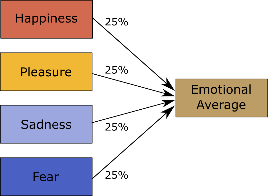 Happiness
25%
Pleasure
25%
Emotional
Average
Sadness
25%
Fear
25%